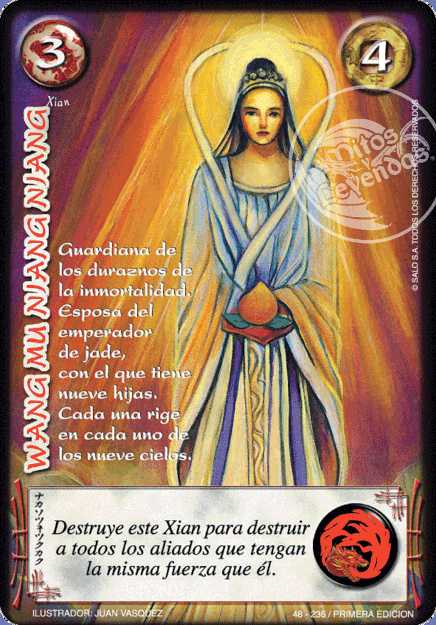 3
4
Xian
WANG MU NIANG NIANG
mitos
y leyendas
© SALO S.A. TODOS LOS DERECHOS RESERVADOS
Guardiana de
los duraznos de
la inmortalidad.
Esposa del
emperador
de jade,
con el que tiene
nueve hijas.
Cada una rige
en cada uno de
los nueve cielos.
Destruye este Xian para destruir
a todos los aliados que tengan
la misma fuerza que él.
ILUSTRADOR: JUAN VASQUEZ
48 - 236 / PRIMERA EDICION